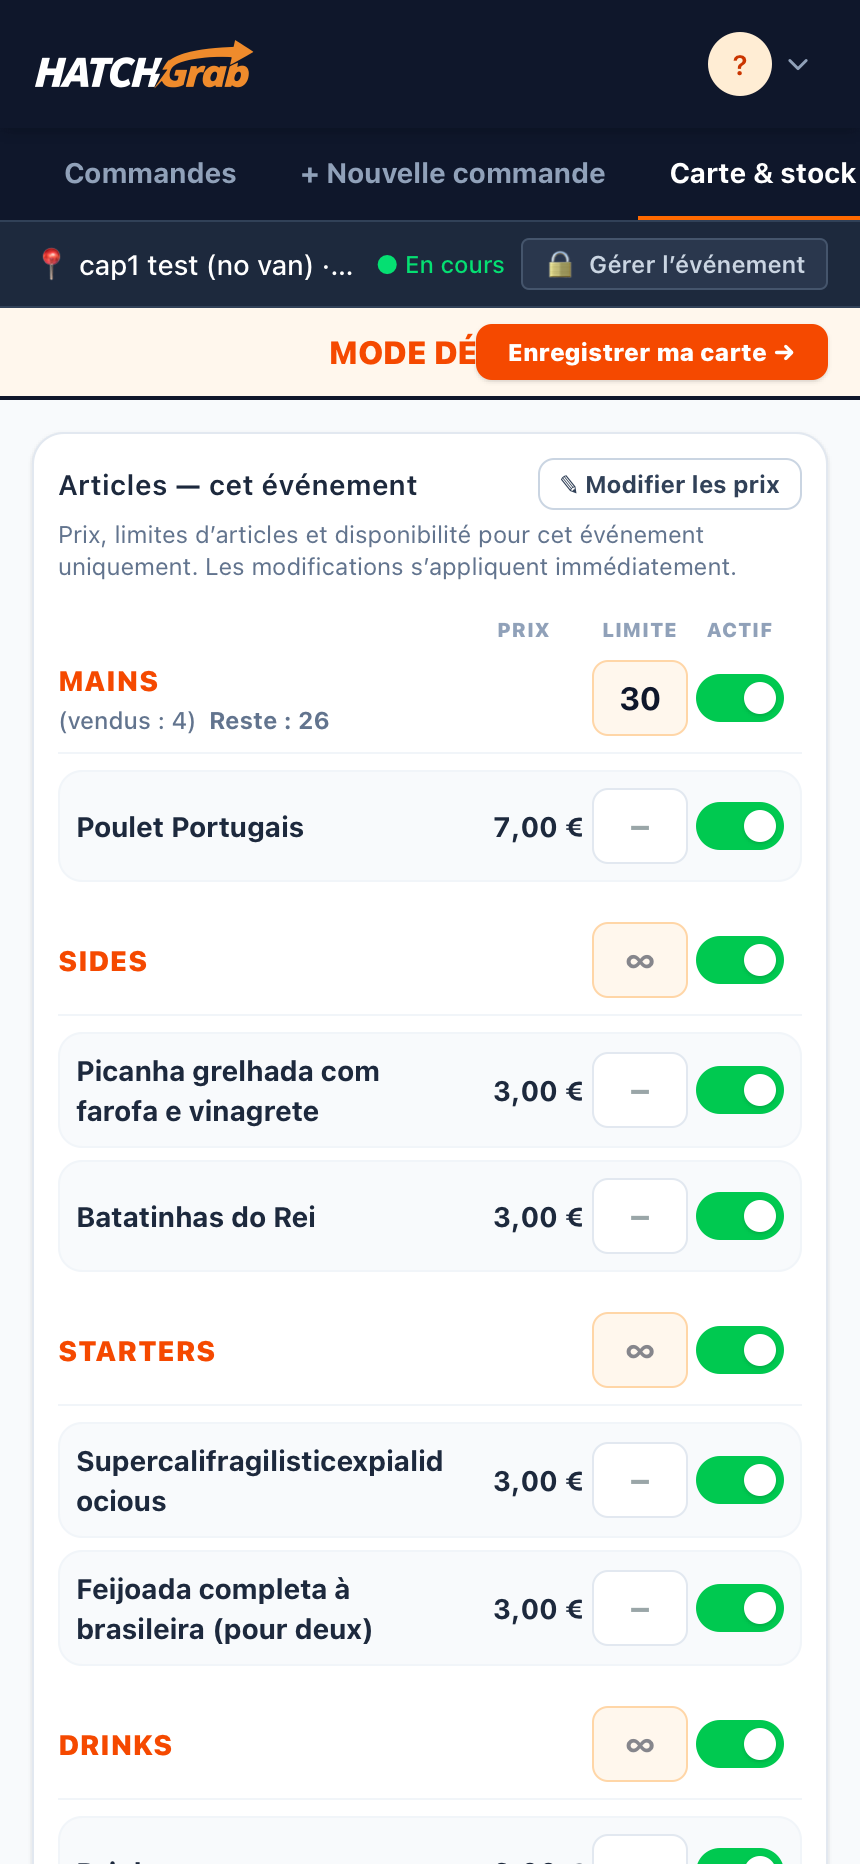 HATCHGrab
?
Commandes
+ Nouvelle commande
Carte & stock
📍 cap1 test (no van) ·...
En cours
🔒 Gérer l’événement
MODE DÉ
Enregistrer ma carte →
Articles — cet événement
✎ Modifier les prix
Prix, limites d’articles et disponibilité pour cet événement
uniquement. Les modifications s’appliquent immédiatement.
PRIX LIMITE ACTIF
MAINS
30
(vendus : 4) Reste : 26
Poulet Portugais
7,00 €
–
SIDES
∞
Picanha grelhada com
farofa e vinagrete
3,00 €
–
Batatinhas do Rei
3,00 €
–
STARTERS
∞
Supercalifragilisticexpialid
ocious
3,00 €
–
Feijoada completa à
brasileira (pour deux)
3,00 €
–
DRINKS
∞